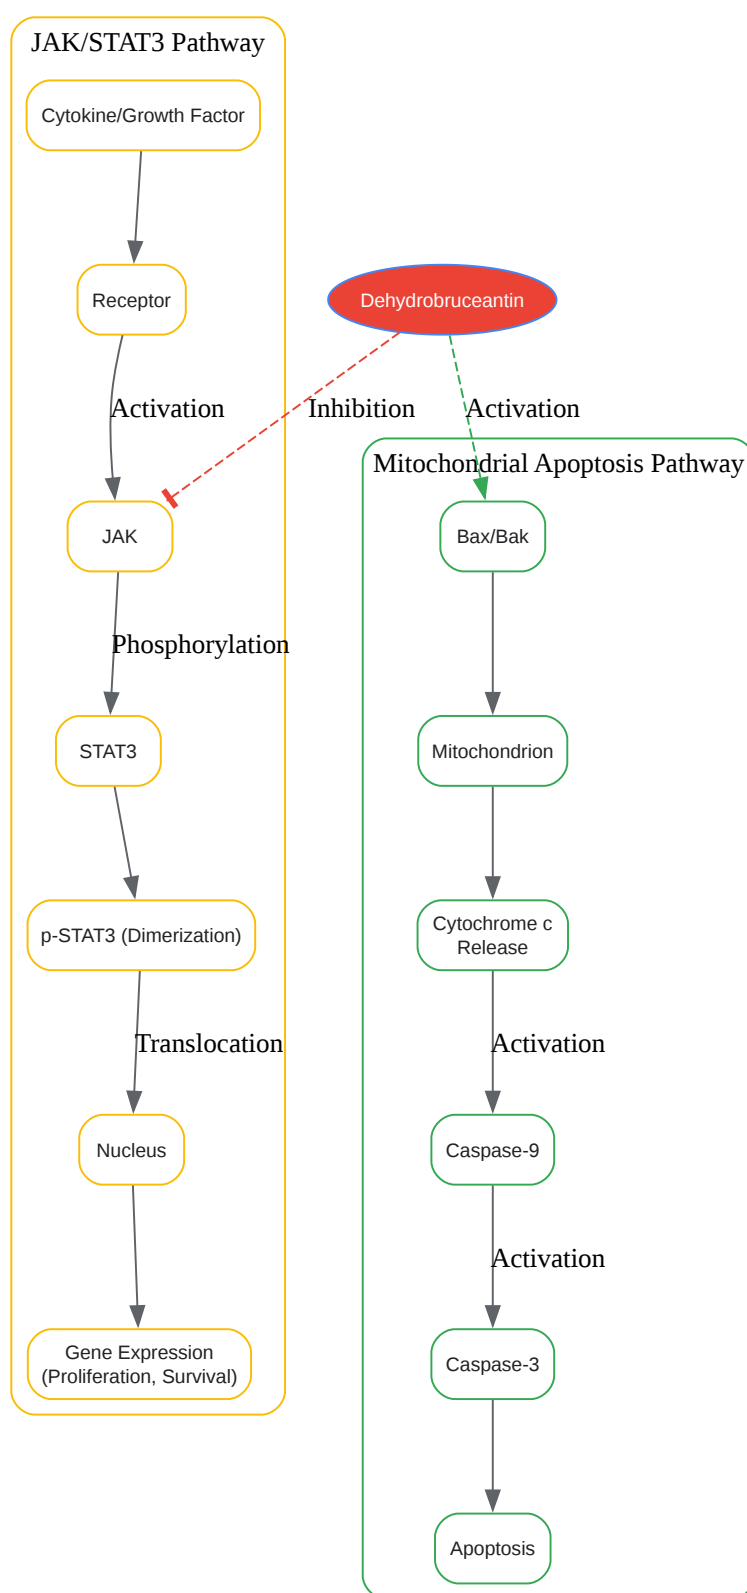 JAK/STAT3 Pathway
Cytokine/Growth Factor
Receptor
Dehydrobruceantin
Activation
Inhibition
Activation
Mitochondrial Apoptosis Pathway
JAK
Bax/Bak
Phosphorylation
STAT3
Mitochondrion
p-STAT3 (Dimerization)
Cytochrome c
Release
Translocation
Activation
Nucleus
Caspase-9
Activation
Gene Expression
(Proliferation, Survival)
Caspase-3
Apoptosis